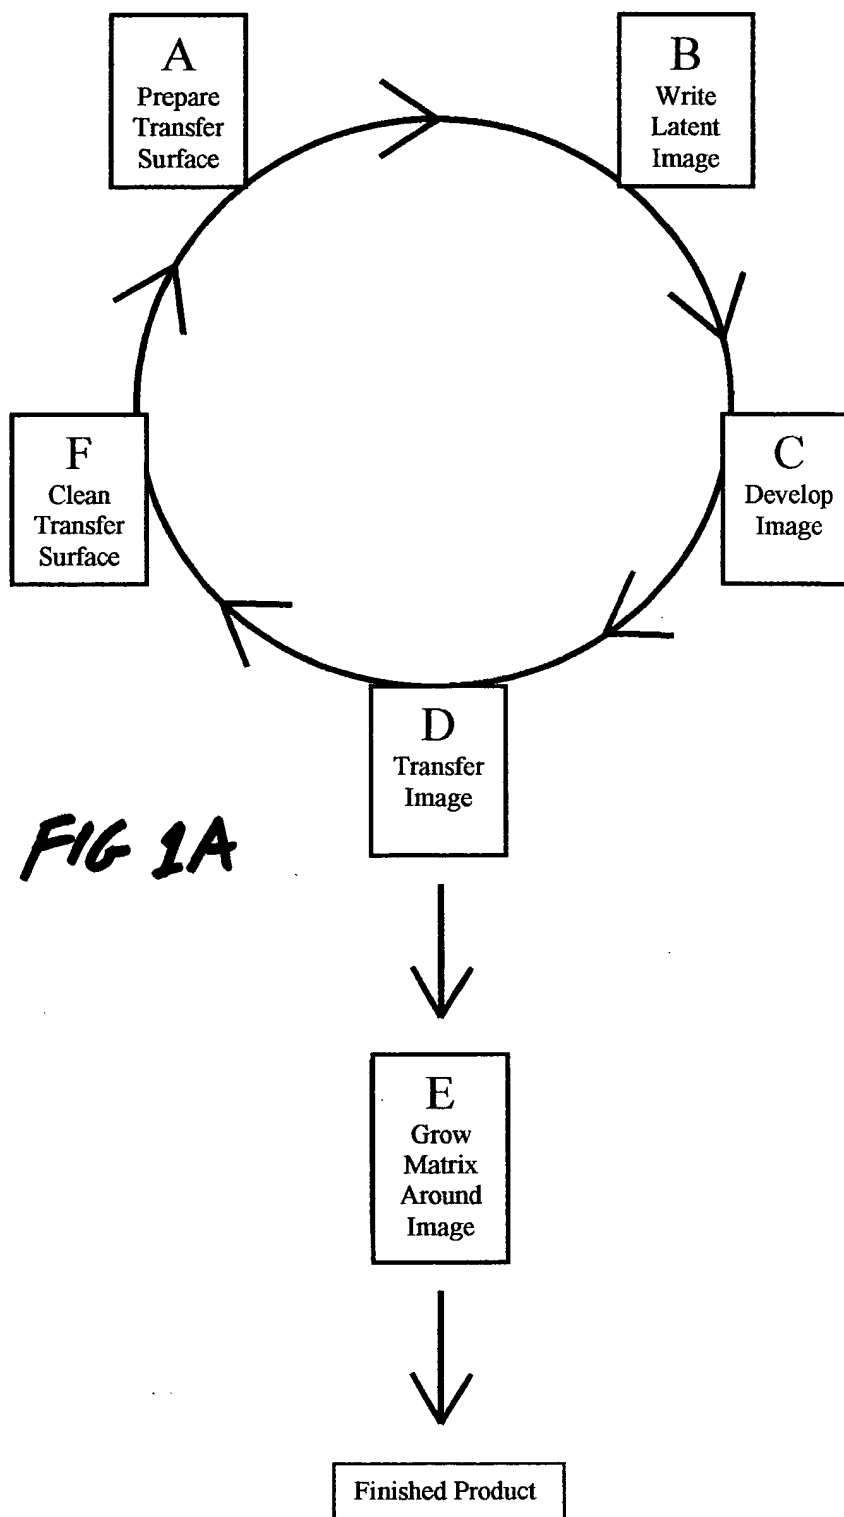 A
Prepare
Transfer
Surface
B
Write
Latent
Image
F
Clean
Transfer
Surface
C
Develop
Image
D
Transfer
Image
FIG 1A
E
Grow
Matrix
Around
Image
Finished Product